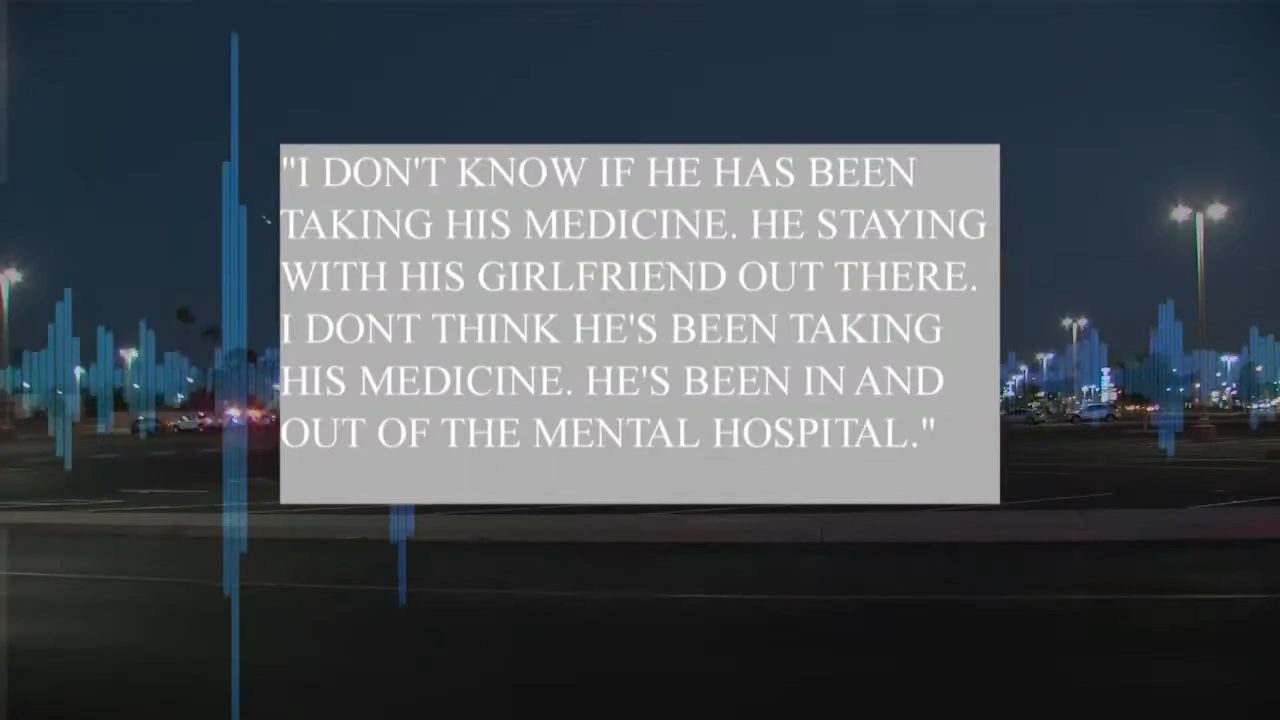 "I DON'T KNOW IF HE HAS BEEN
TAKING HIS MEDICINE. HE STAYING
WITH HIS GIRLFRIEND OUT THERE.
I DONT THINK HE'S BEEN TAKING
HIS MEDICINE. HE'S BEEN IN AND
OUT OF THE MENTAL HOSPITAL."